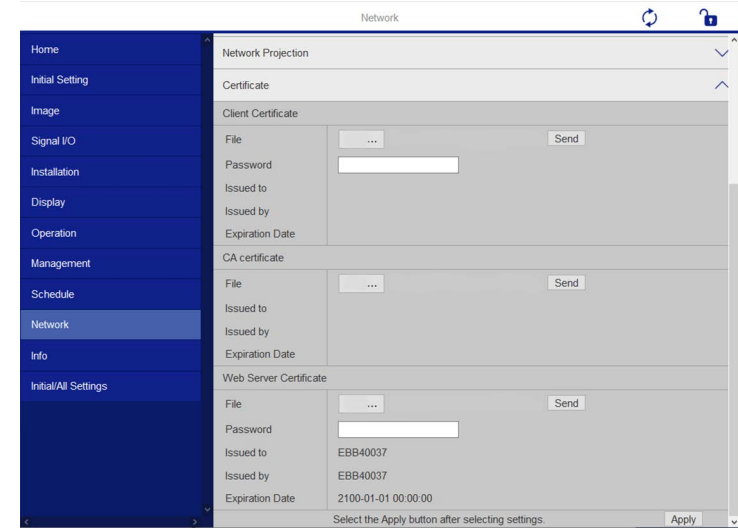 Network
Home
Initial Setting
Image
Signal I/O
Installation
Display
Operation
Management
Schedule
Network
Info
Initial/All Settings
Network Projection
Certificate
Client Certificate
File ... Send
Password
Issued to
Issued by
Expiration Date
CA certificate
File ... Send
Issued to
Issued by
Expiration Date
Web Server Certificate
File ... Send
Password
Issued to EBB40037
Issued by EBB40037
Expiration Date 2100-01-01 00:00:00
Select the Apply button after selecting settings. Apply